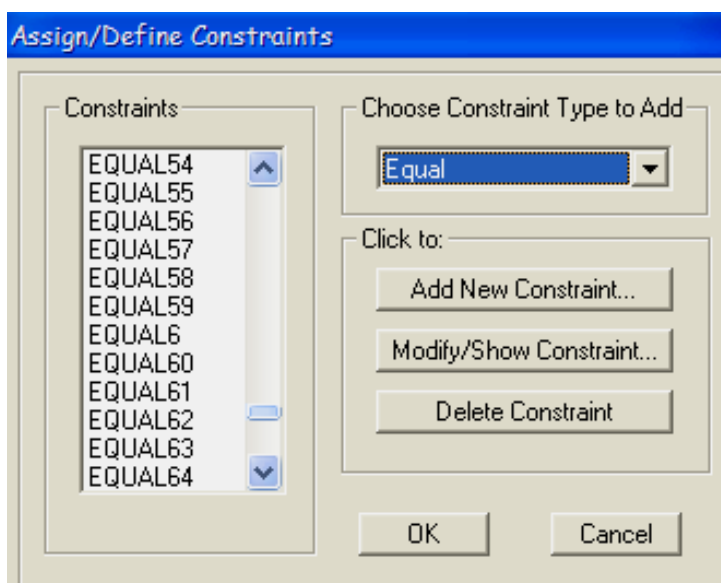 Assign/Define Constraints
Constraints
EQUAL54
EQUAL55
EQUAL56
EQUAL57
EQUAL58
EQUAL59
EQUAL6
EQUAL60
EQUAL61
EQUAL62
EQUAL63
EQUAL64
Choose Constraint Type to Add
Equal
Click to:
Add New Constraint...
Modify/Show Constraint...
Delete Constraint
OK
Cancel